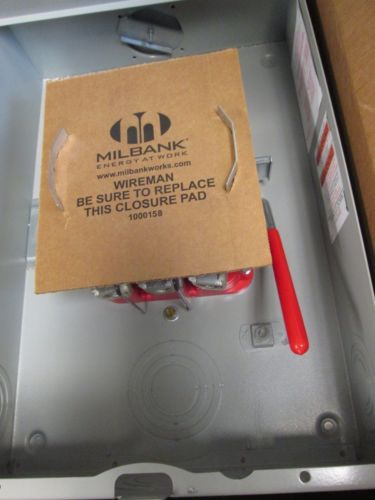 MILBANK
ENERGY AT WORK
www.milbankworks.com
WIREMAN
BE SURE TO REPLACE
THIS CLOSURE PAD
1000158